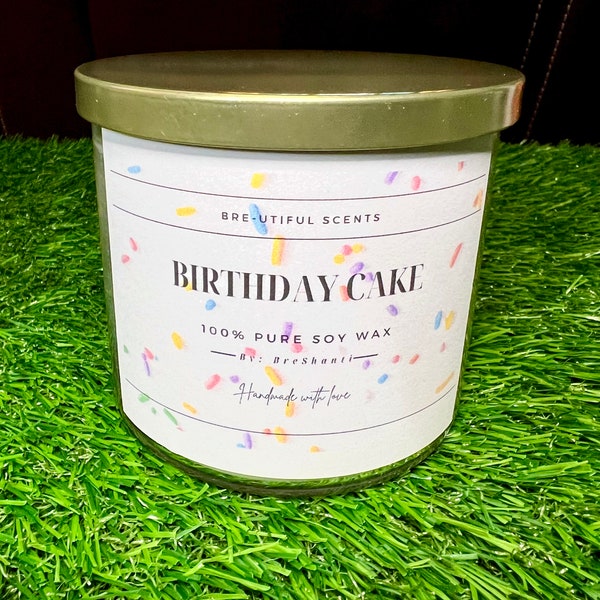 BRE-UTIFUL SCENTS
BIRTHDAY CAKE
100% PURE SOY WAX
By: BreShanti
Handmade with love